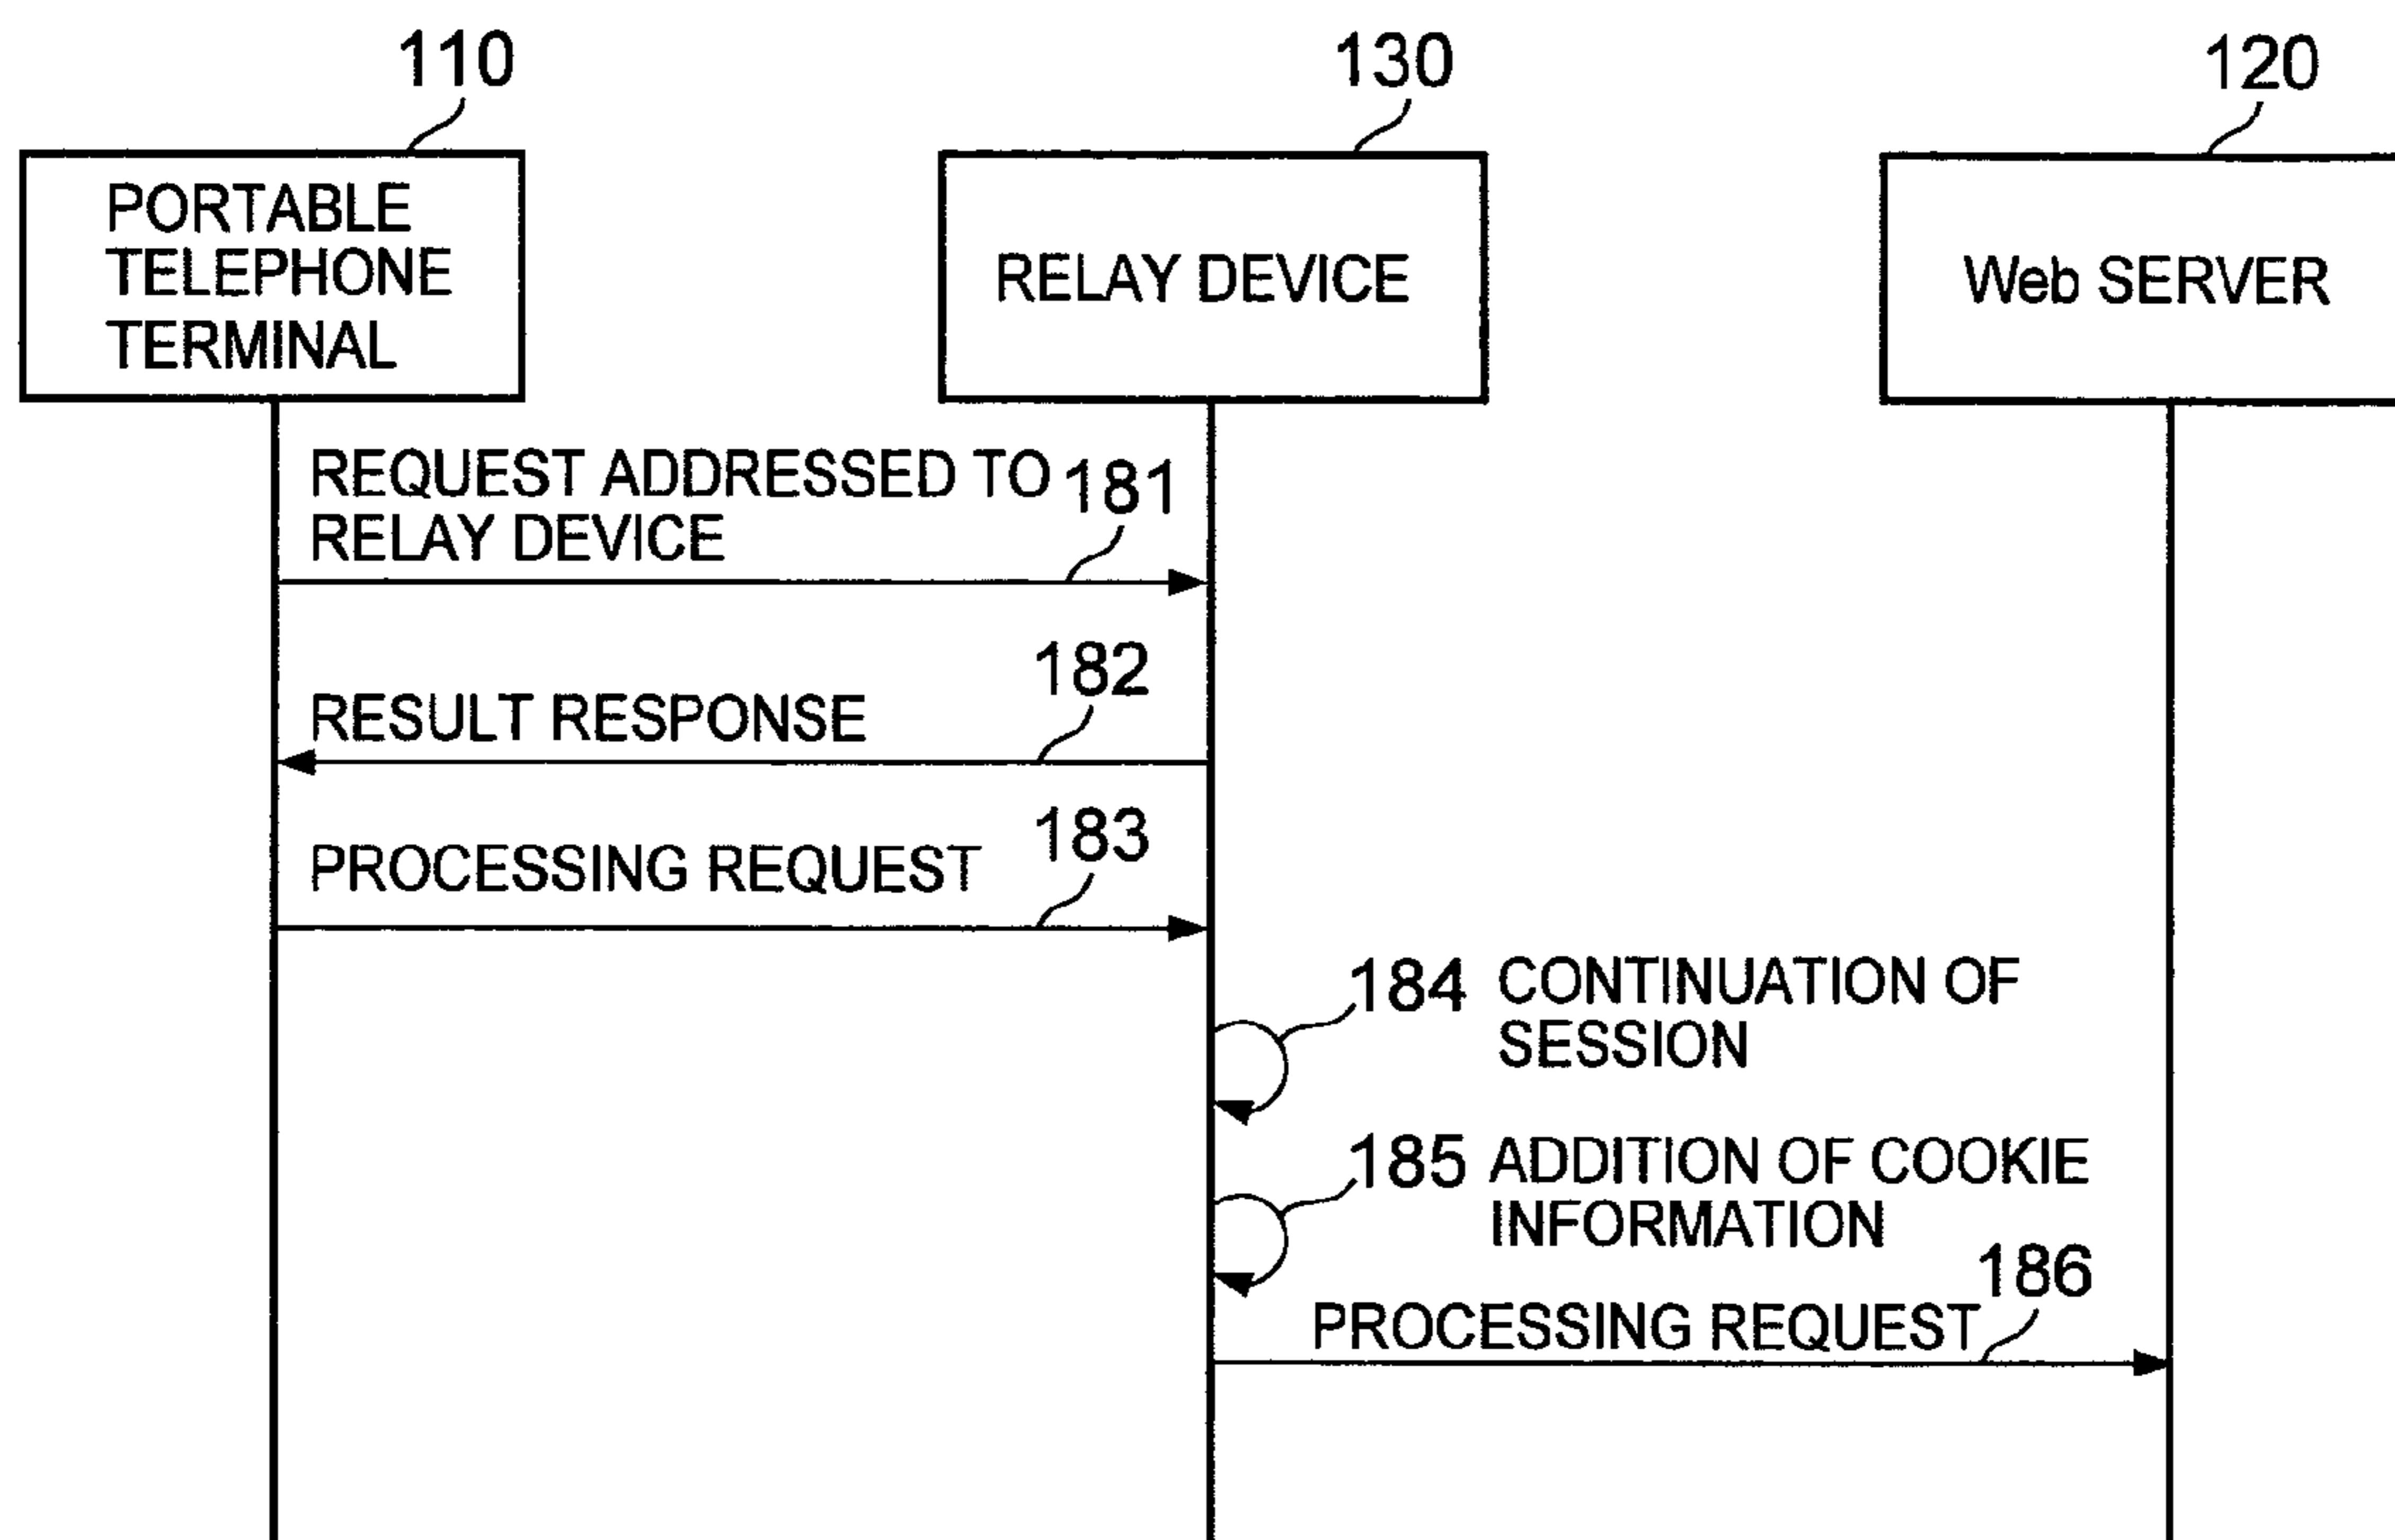 110
130
120
PORTABLE
TELEPHONE
TERMINAL
RELAY DEVICE
Web SERVER
REQUEST ADDRESSED TO
RELAY DEVICE
181
RESULT RESPONSE
182
PROCESSING REQUEST
183
184 CONTINUATION OF
SESSION
185 ADDITION OF COOKIE
INFORMATION
PROCESSING REQUEST
186